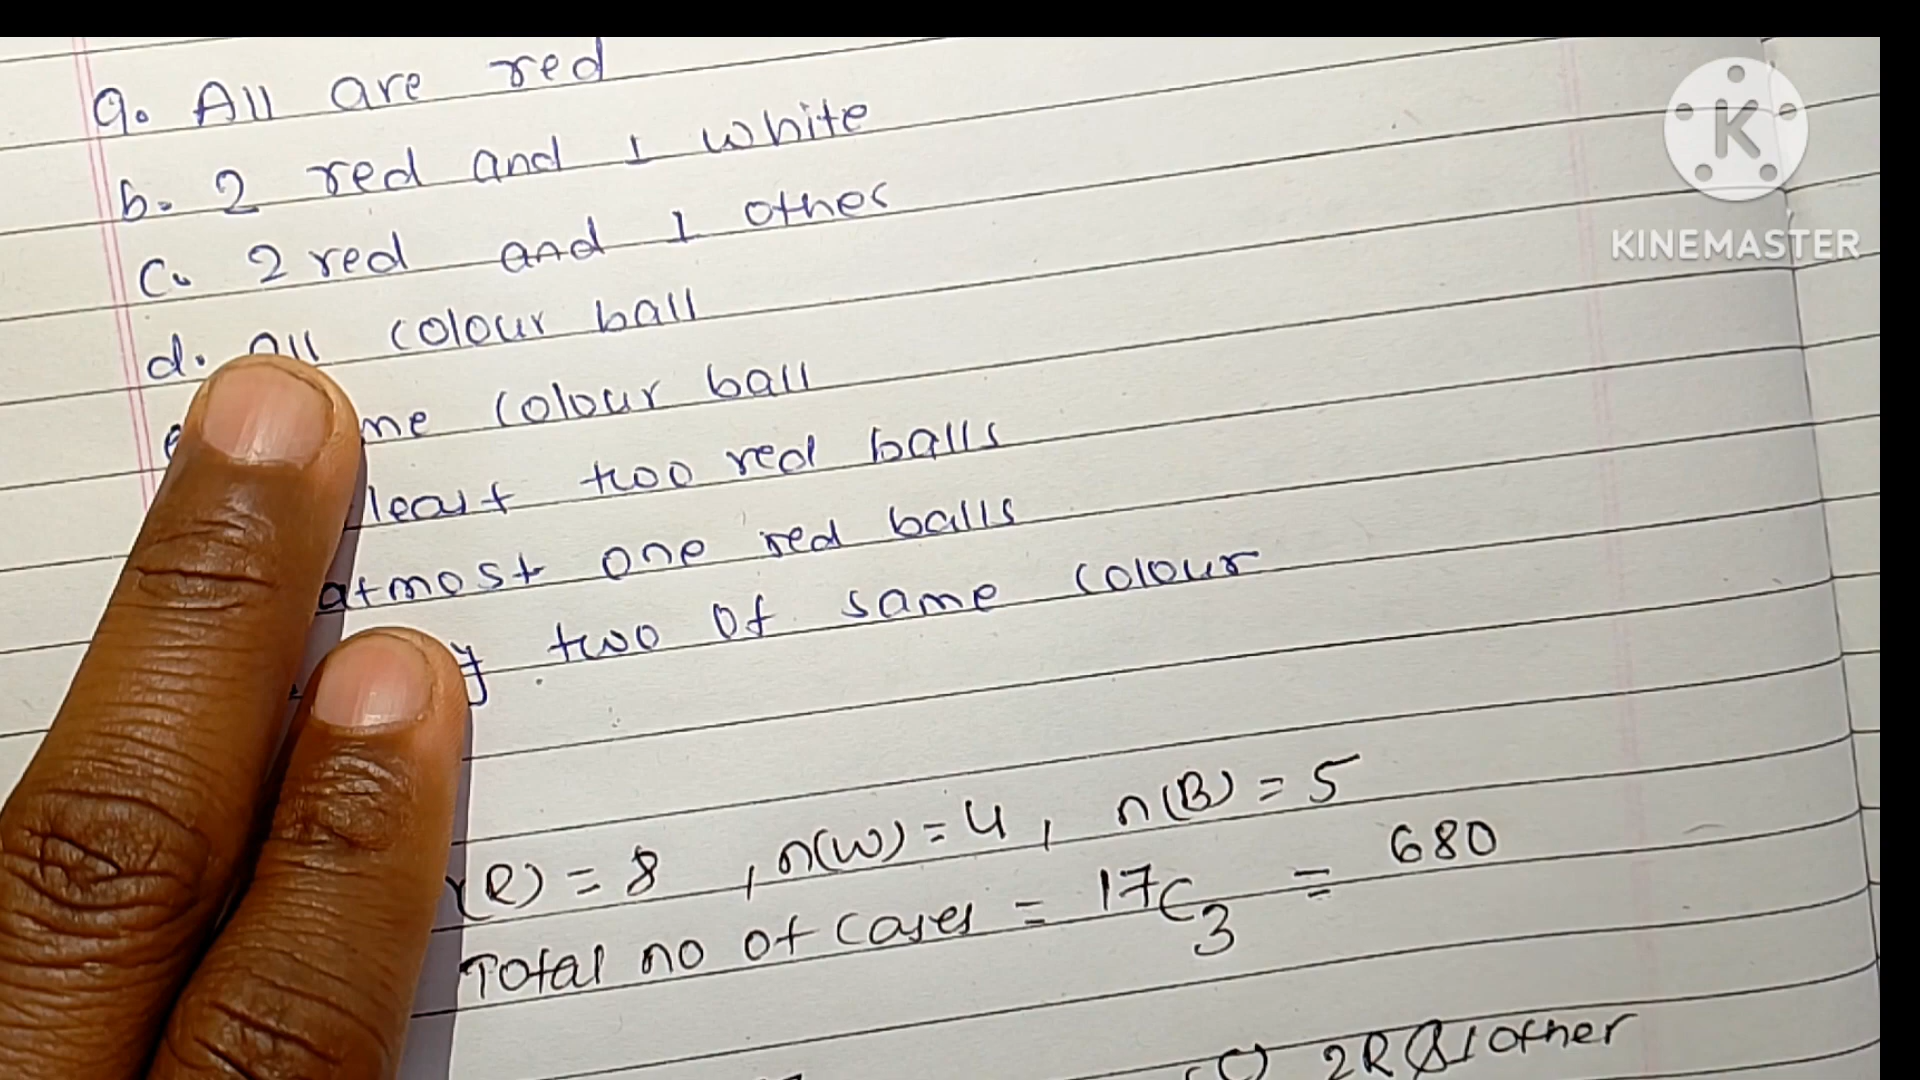 a. All are red
b. 2 red and 1 white
c. 2 red and 1 other
d. All colour ball
me colour ball
least two red balls
atmost one red balls
y two of same colour
(R) = 8 , n(W) = 4 , n(B) = 5
Total no of cases = 17C3 = 680
(C) 2R & 1 other
KINEMASTER